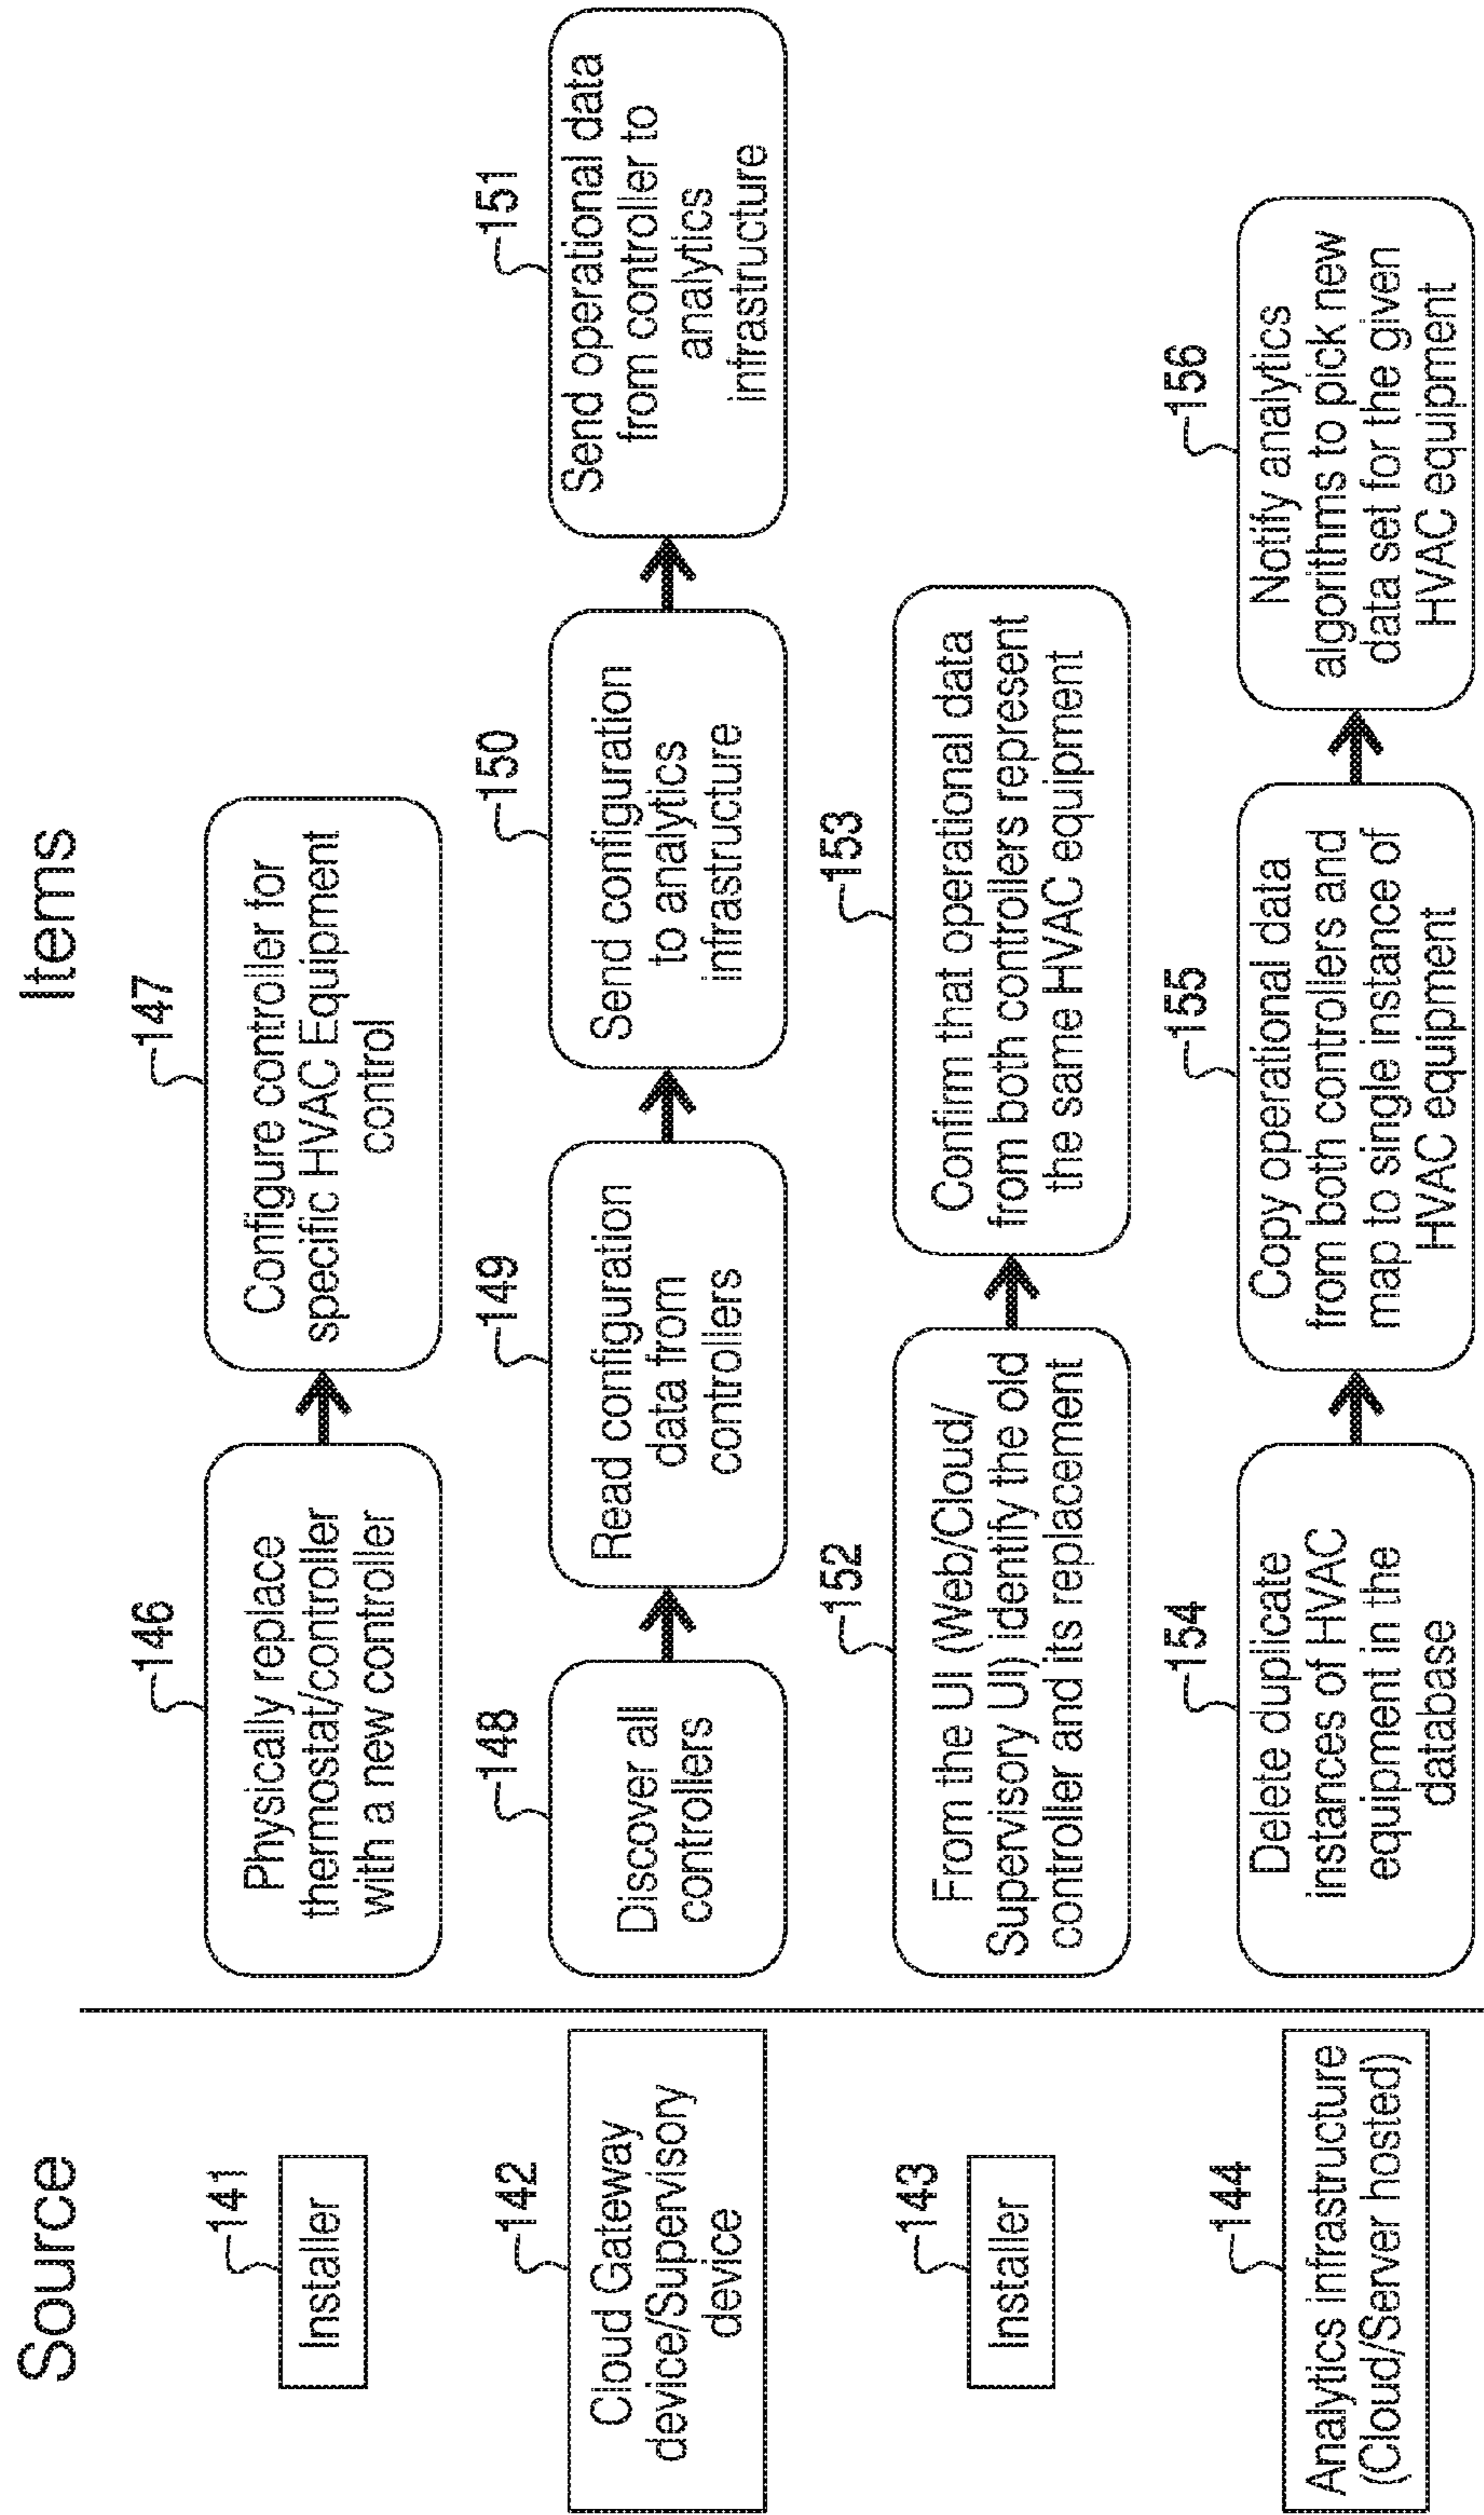 Source
Items
141
Installer
146
Physically replace
thermostat/controller
with a new controller
147
Configure controller for
specific HVAC Equipment
control
142
Cloud Gateway
device/Supervisory
device
148
Discover all
controllers
149
Read configuration
data from
controllers
150
Send configuration
to analytics
infrastructure
151
Send operational data
from controller to
analytics
infrastructure
143
Installer
152
From the UI (Web/Cloud/
Supervisory UI) identify the old
controller and its replacement
153
Confirm that operational data
from both controllers represent
the same HVAC equipment
144
Analytics infrastructure
(Cloud/Server hosted)
154
Delete duplicate
instances of HVAC
equipment in the
database
155
Copy operational data
from both controllers and
map to single instance of
HVAC equipment
156
Notify analytics
algorithms to pick new
data set for the given
HVAC equipment